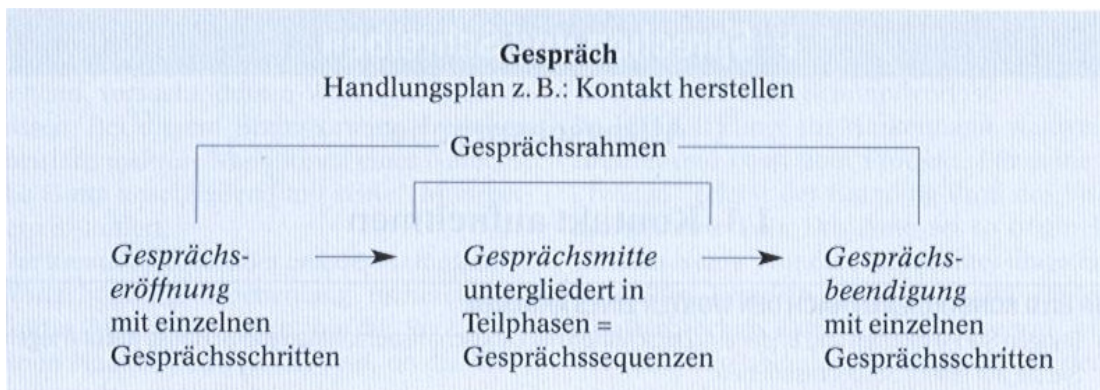 Gespräch
Handlungsplan z. B.: Kontakt herstellen
Gesprächsrahmen
Gesprächs-
eröffnung
mit einzelnen
Gesprächsschritten
Gesprächsmitte
untergliedert in
Teilphasen =
Gesprächssequenzen
Gesprächs-
beendigung
mit einzelnen
Gesprächsschritten